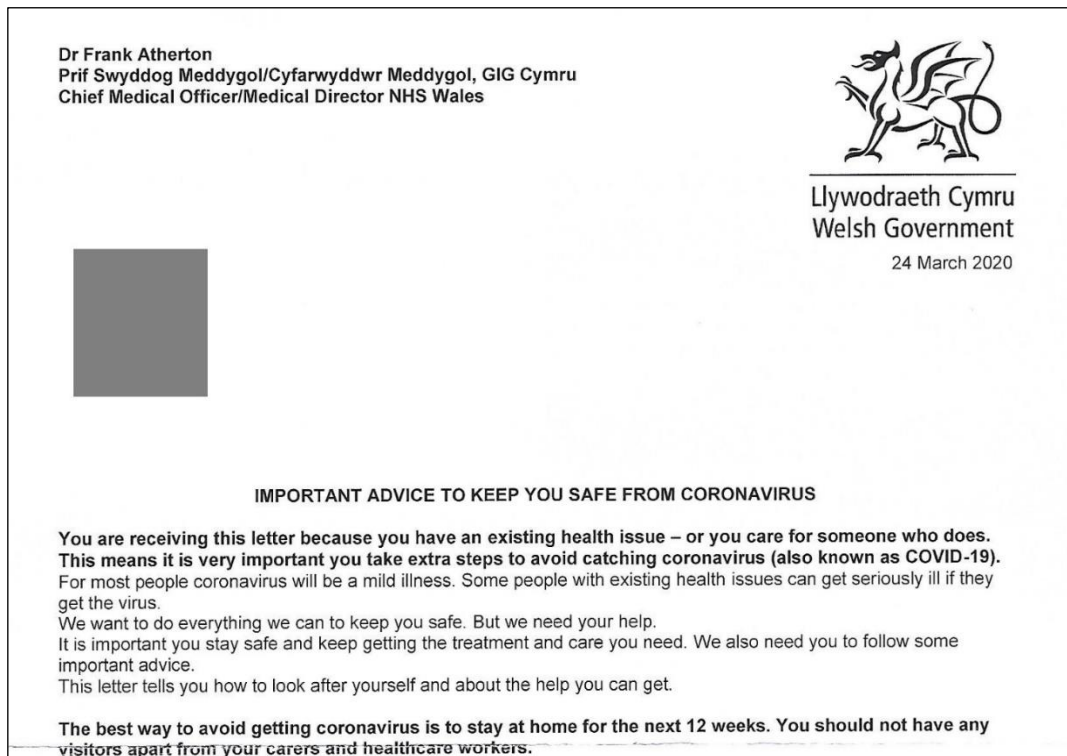 Dr Frank Atherton
Prif Swyddog Meddygol/Cyfarwyddwr Meddygol, GIG Cymru
Chief Medical Officer/Medical Director NHS Wales
Llywodraeth Cymru
Welsh Government
24 March 2020
IMPORTANT ADVICE TO KEEP YOU SAFE FROM CORONAVIRUS
You are receiving this letter because you have an existing health issue – or you care for someone who does.
This means it is very important you take extra steps to avoid catching coronavirus (also known as COVID-19).
For most people coronavirus will be a mild illness. Some people with existing health issues can get seriously ill if they
get the virus.
We want to do everything we can to keep you safe. But we need your help.
It is important you stay safe and keep getting the treatment and care you need. We also need you to follow some
important advice.
This letter tells you how to look after yourself and about the help you can get.
The best way to avoid getting coronavirus is to stay at home for the next 12 weeks. You should not have any
visitors apart from your carers and healthcare workers.